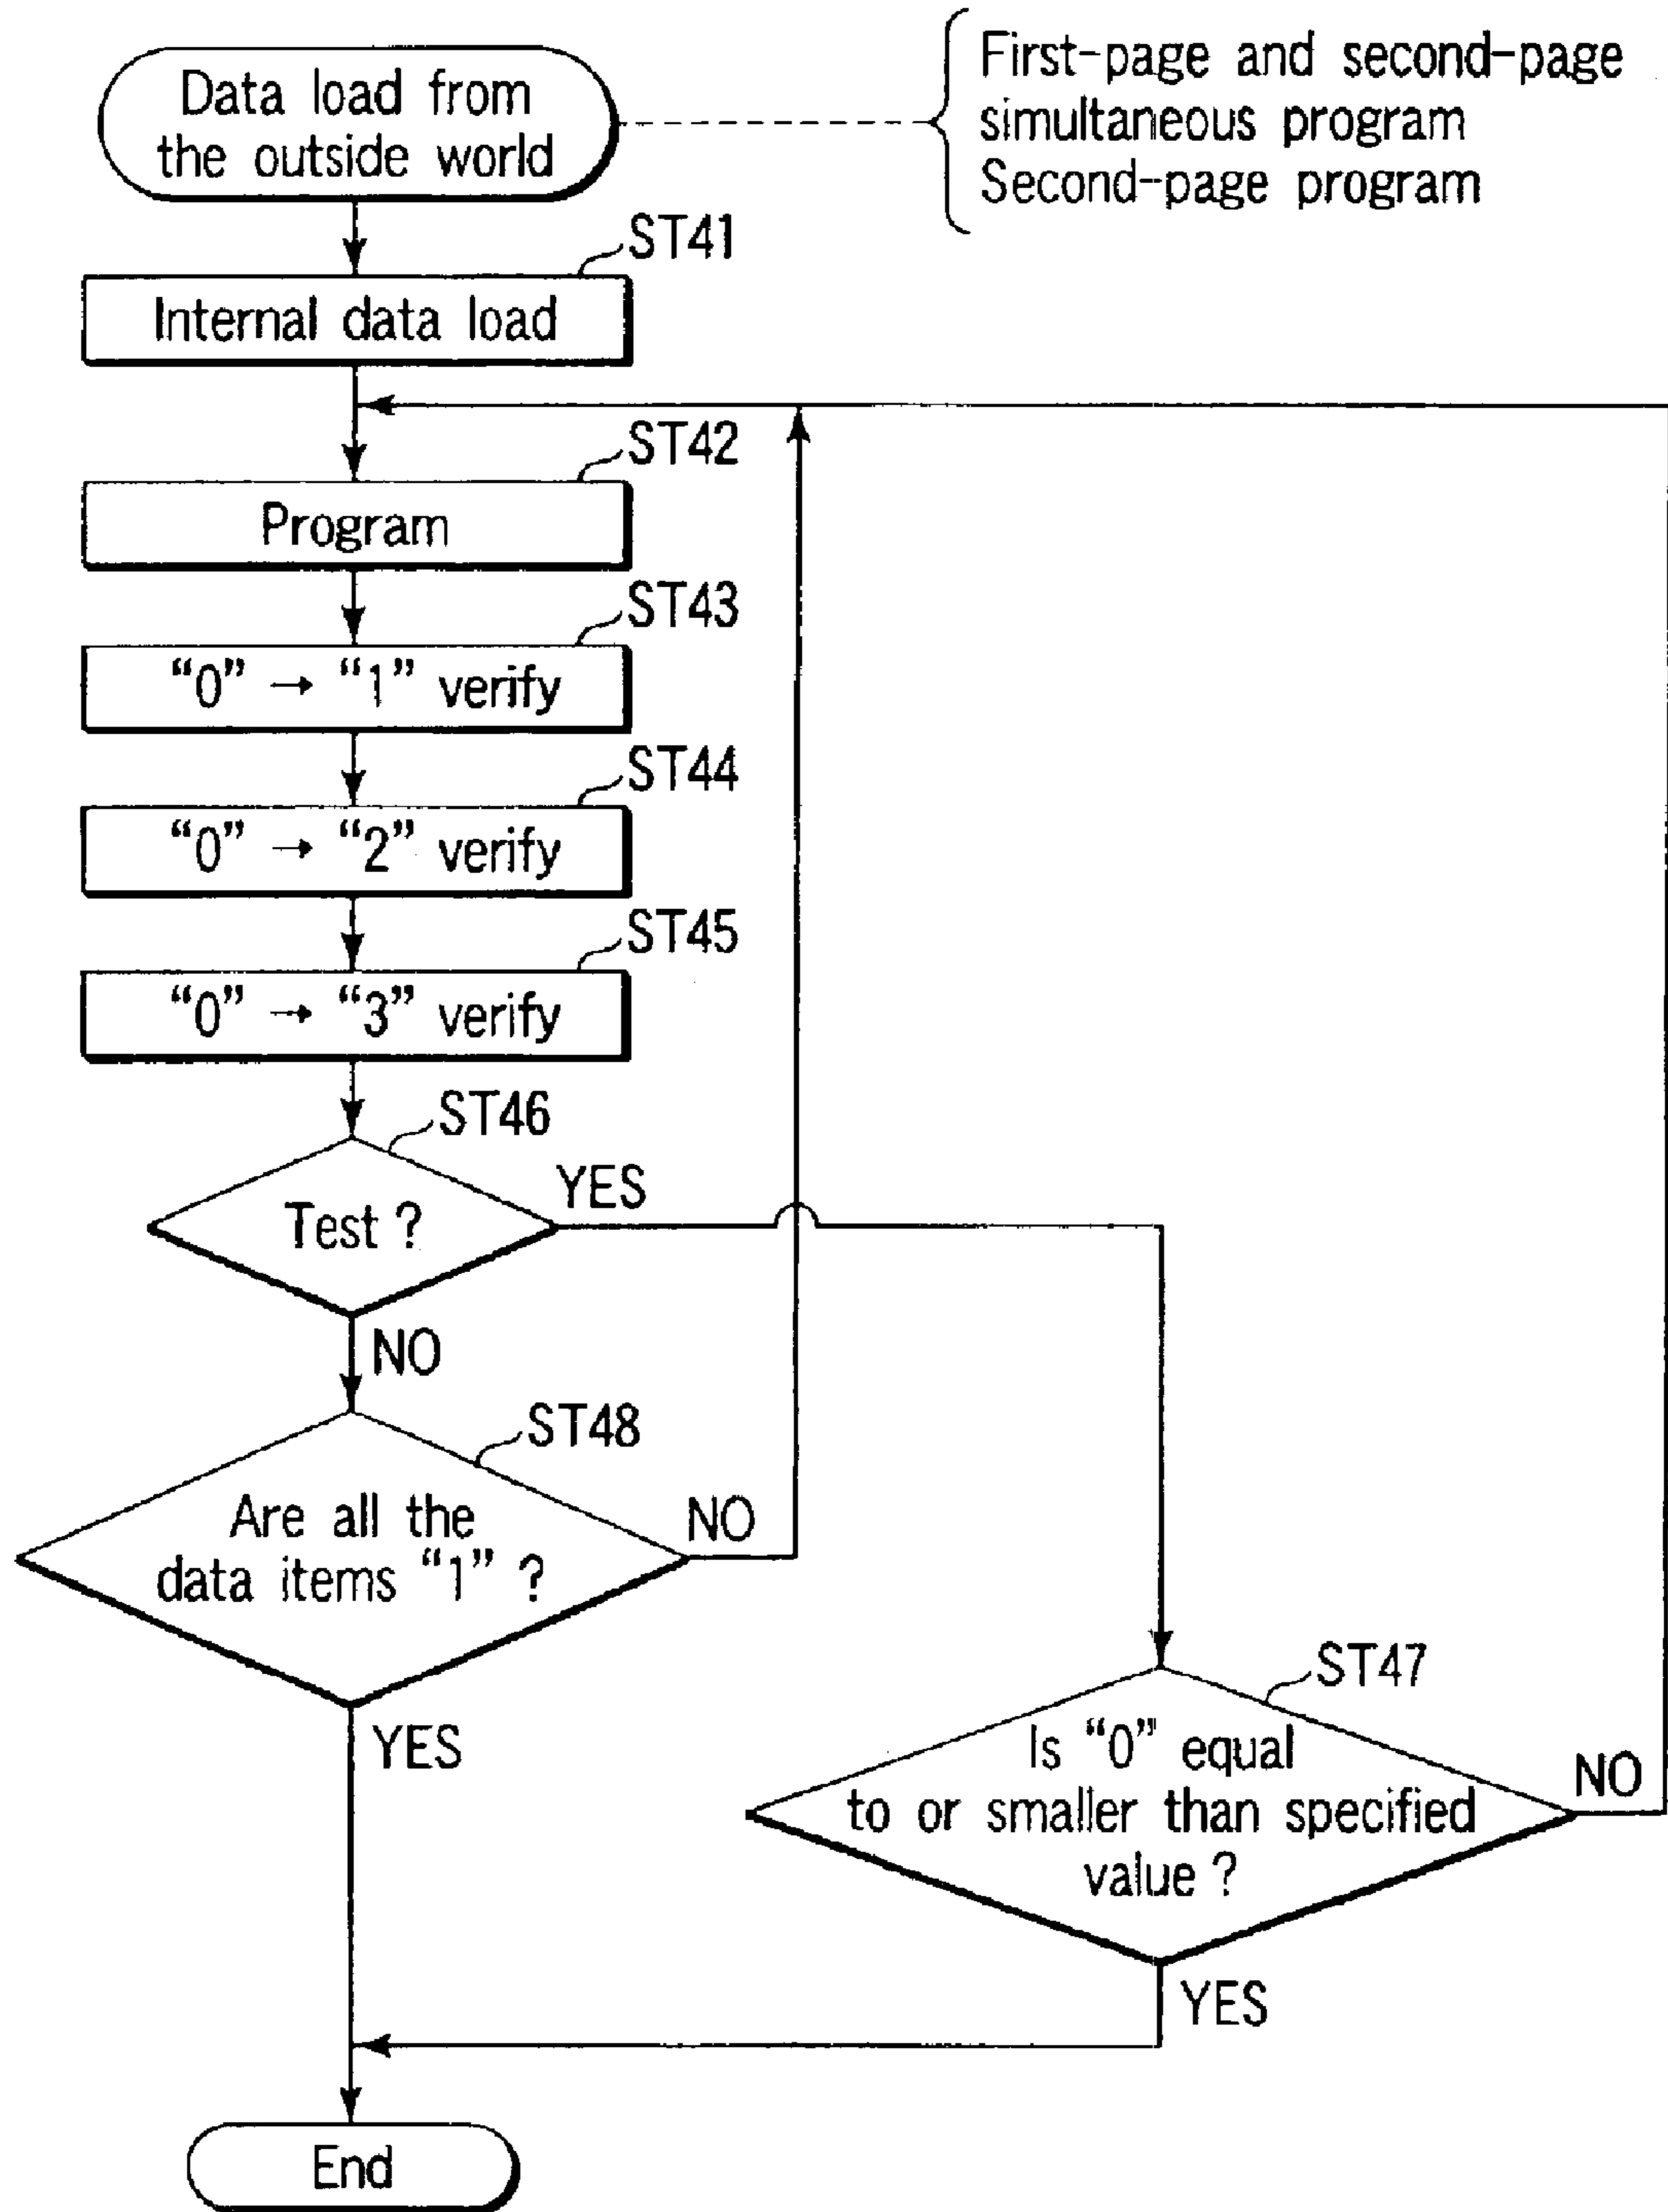 Data load from
the outside world
First-page and second-page
simultaneous program
Second-page program
ST41
Internal data load
ST42
Program
ST43
“0” → “1” verify
ST44
“0” → “2” verify
ST45
“0” → “3” verify
ST46
Test ?
YES
NO
ST48
Are all the
data items “1” ?
NO
YES
ST47
Is “0” equal
to or smaller than specified
value ?
NO
YES
End